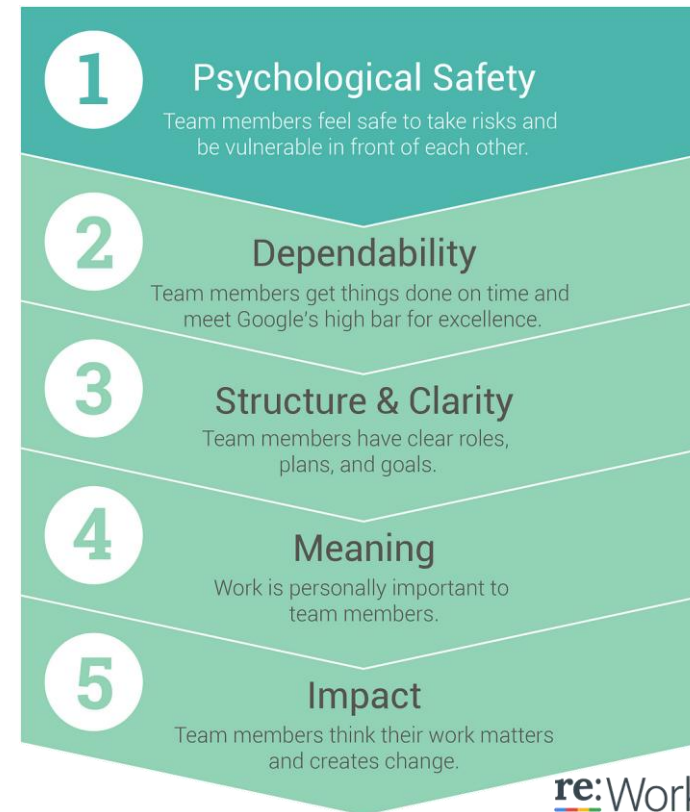 1
Psychological Safety
Team members feel safe to take risks and
be vulnerable in front of each other.
2
Dependability
Team members get things done on time and
meet Google's high bar for excellence.
3
Structure & Clarity
Team members have clear roles,
plans, and goals.
4
Meaning
Work is personally important to
team members.
5
Impact
Team members think their work matters
and creates change.
re:Work